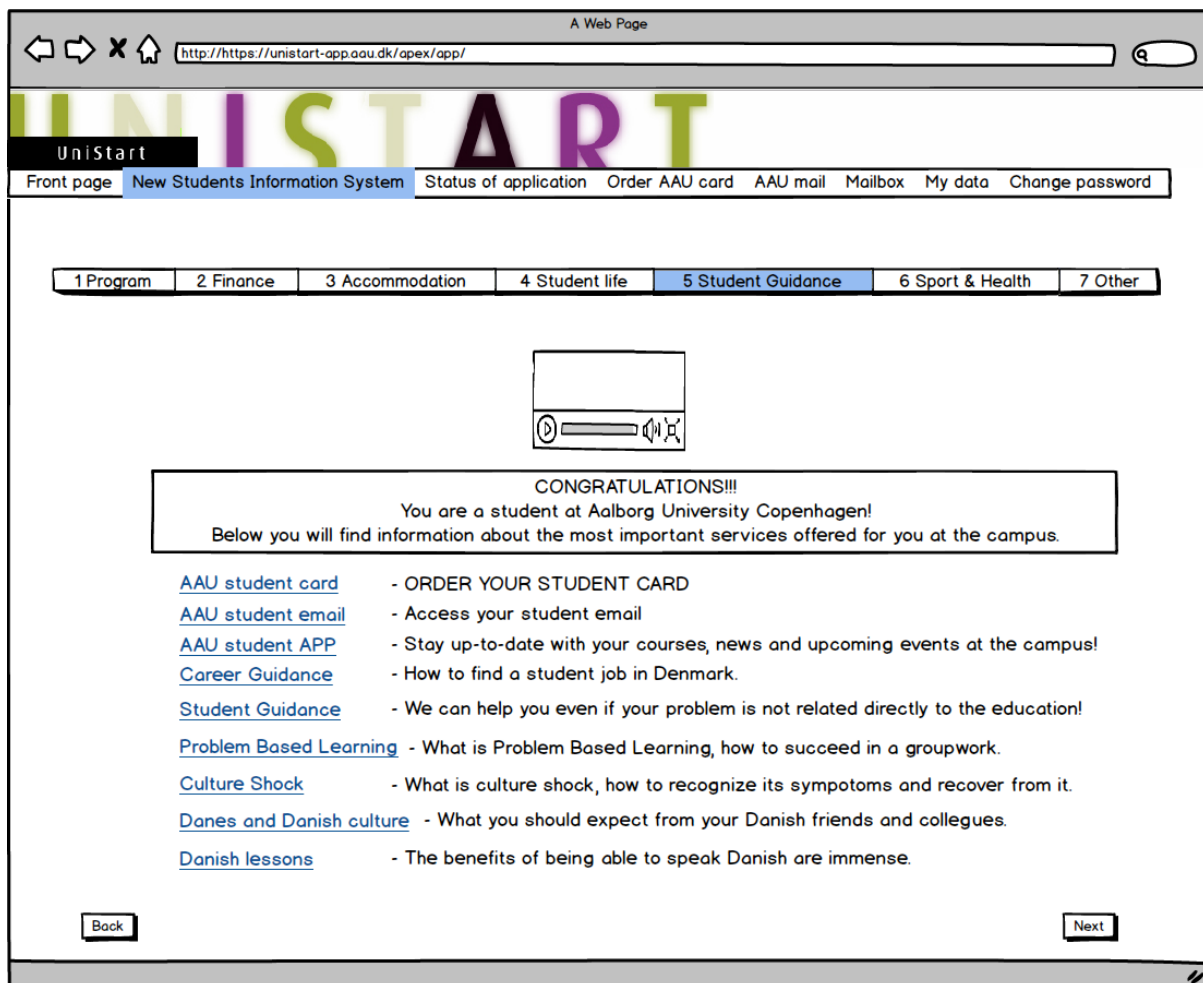 A Web Page
http://https://unistart-app.aau.dk/apex/app/
UNISTART
UniStart
Front page New Students Information System Status of application Order AAU card AAU mail Mailbox My data Change password
1 Program 2 Finance 3 Accommodation 4 Student life 5 Student Guidance 6 Sport & Health 7 Other
CONGRATULATIONS!!!
You are a student at Aalborg University Copenhagen!
Below you will find information about the most important services offered for you at the campus.
AAU student card - ORDER YOUR STUDENT CARD
AAU student email - Access your student email
AAU student APP - Stay up-to-date with your courses, news and upcoming events at the campus!
Career Guidance - How to find a student job in Denmark.
Student Guidance - We can help you even if your problem is not related directly to the education!
Problem Based Learning - What is Problem Based Learning, how to succeed in a groupwork.
Culture Shock - What is culture shock, how to recognize its sympotoms and recover from it.
Danes and Danish culture - What you should expect from your Danish friends and collegues.
Danish lessons - The benefits of being able to speak Danish are immense.
Back Next